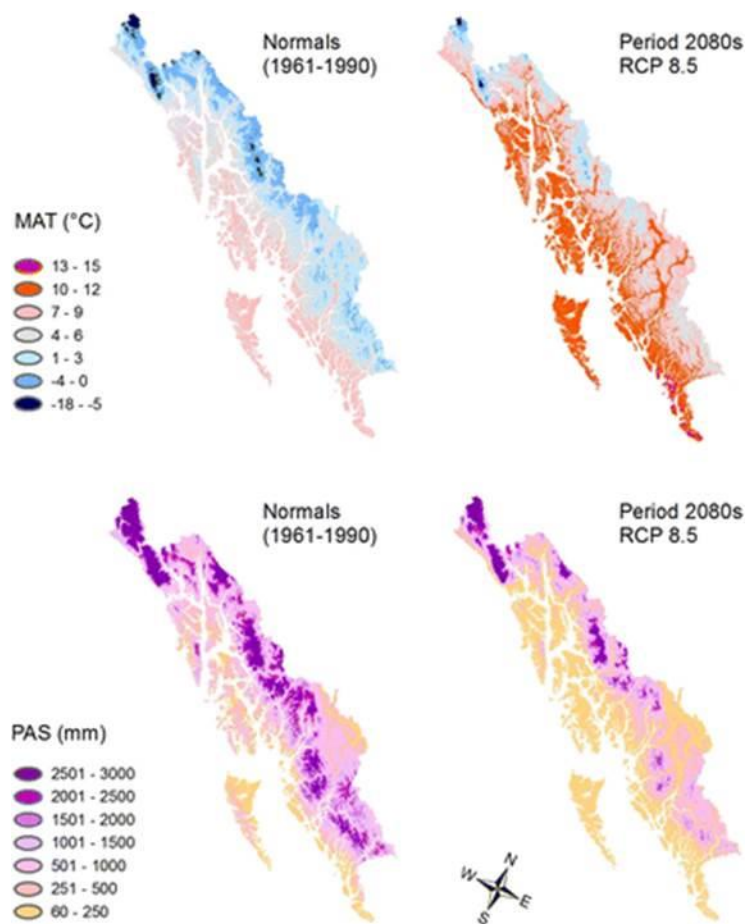 Normals
(1961-1990)
Period 2080s
RCP 8.5
MAT (°C)
13 - 15
10 - 12
7 - 9
4 - 6
1 - 3
-4 - 0
-18 - -5
Normals
(1961-1990)
Period 2080s
RCP 8.5
PAS (mm)
2501 - 3000
2001 - 2500
1501 - 2000
1001 - 1500
501 - 1000
251 - 500
60 - 250
N
W
E
S